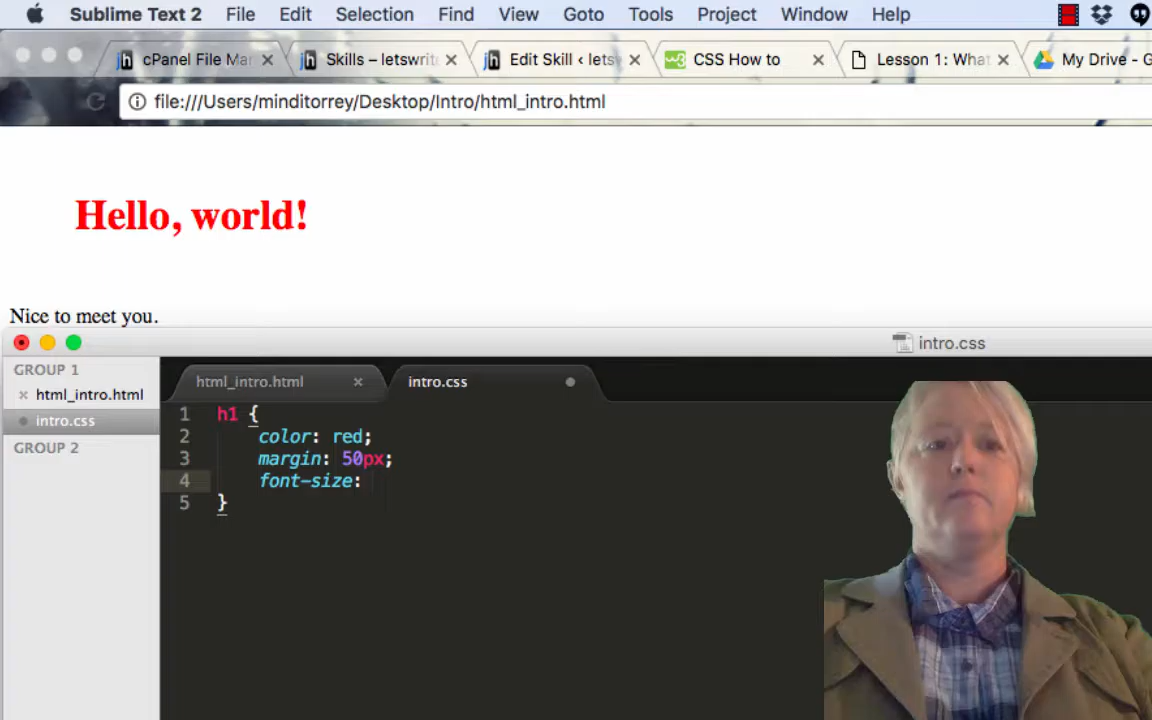 Sublime Text 2 File Edit Selection Find View Goto Tools Project Window Help
cPanel File Mar Skills – letswrit Edit Skill ‹ lets CSS How to Lesson 1: What My Drive - G
file:///Users/minditorrey/Desktop/Intro/html_intro.html
Hello, world!
Nice to meet you.
intro.css
GROUP 1
html_intro.html
intro.css
GROUP 2
html_intro.html intro.css
1 h1 {
2 color: red;
3 margin: 50px;
4 font-size:
5 }